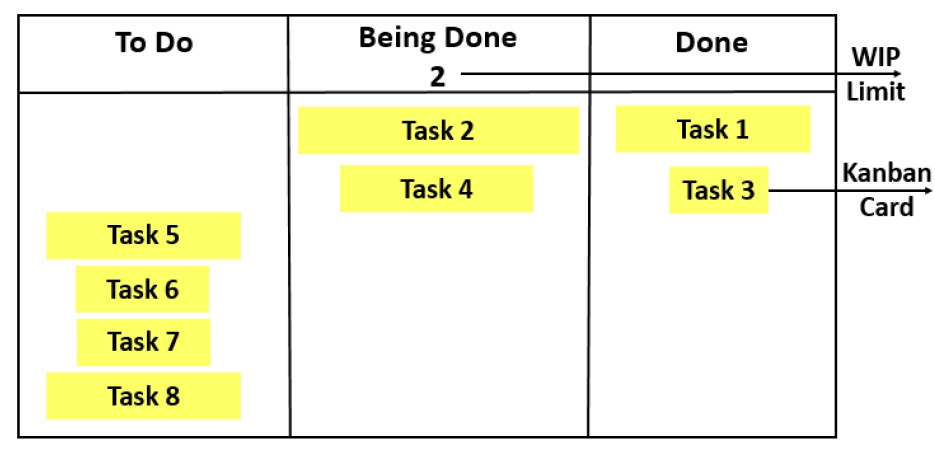 To Do
Being Done
2
Done
WIP
Limit
Task 2
Task 1
Task 4
Task 3
Kanban
Card
Task 5
Task 6
Task 7
Task 8